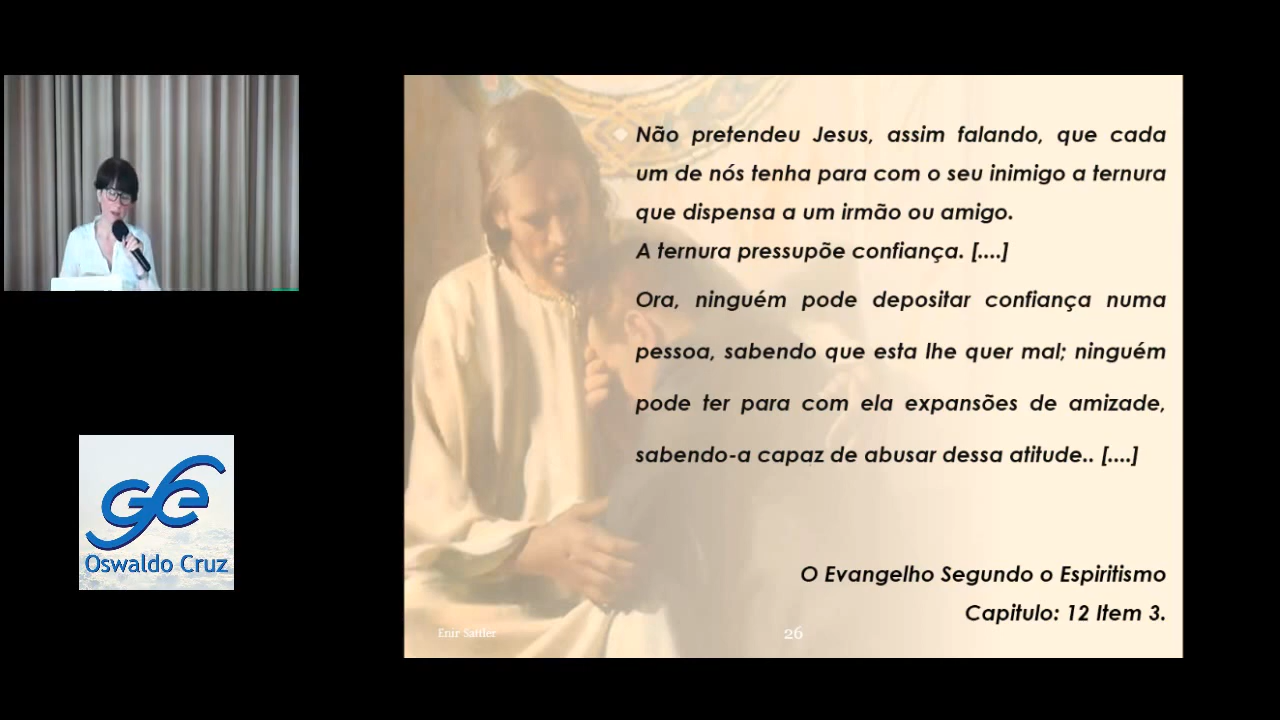 Não pretendeu Jesus, assim falando, que cada
um de nós tenha para com o seu inimigo a ternura
que dispensa a um irmão ou amigo.
A ternura pressupõe confiança. [....]
Ora, ninguém pode depositar confiança numa
pessoa, sabendo que esta lhe quer mal; ninguém
pode ter para com ela expansões de amizade,
sabendo-a capaz de abusar dessa atitude.. [....]
O Evangelho Segundo o Espiritismo
Capitulo: 12 Item 3.
Enir Sattler
26
gfe
Oswaldo Cruz